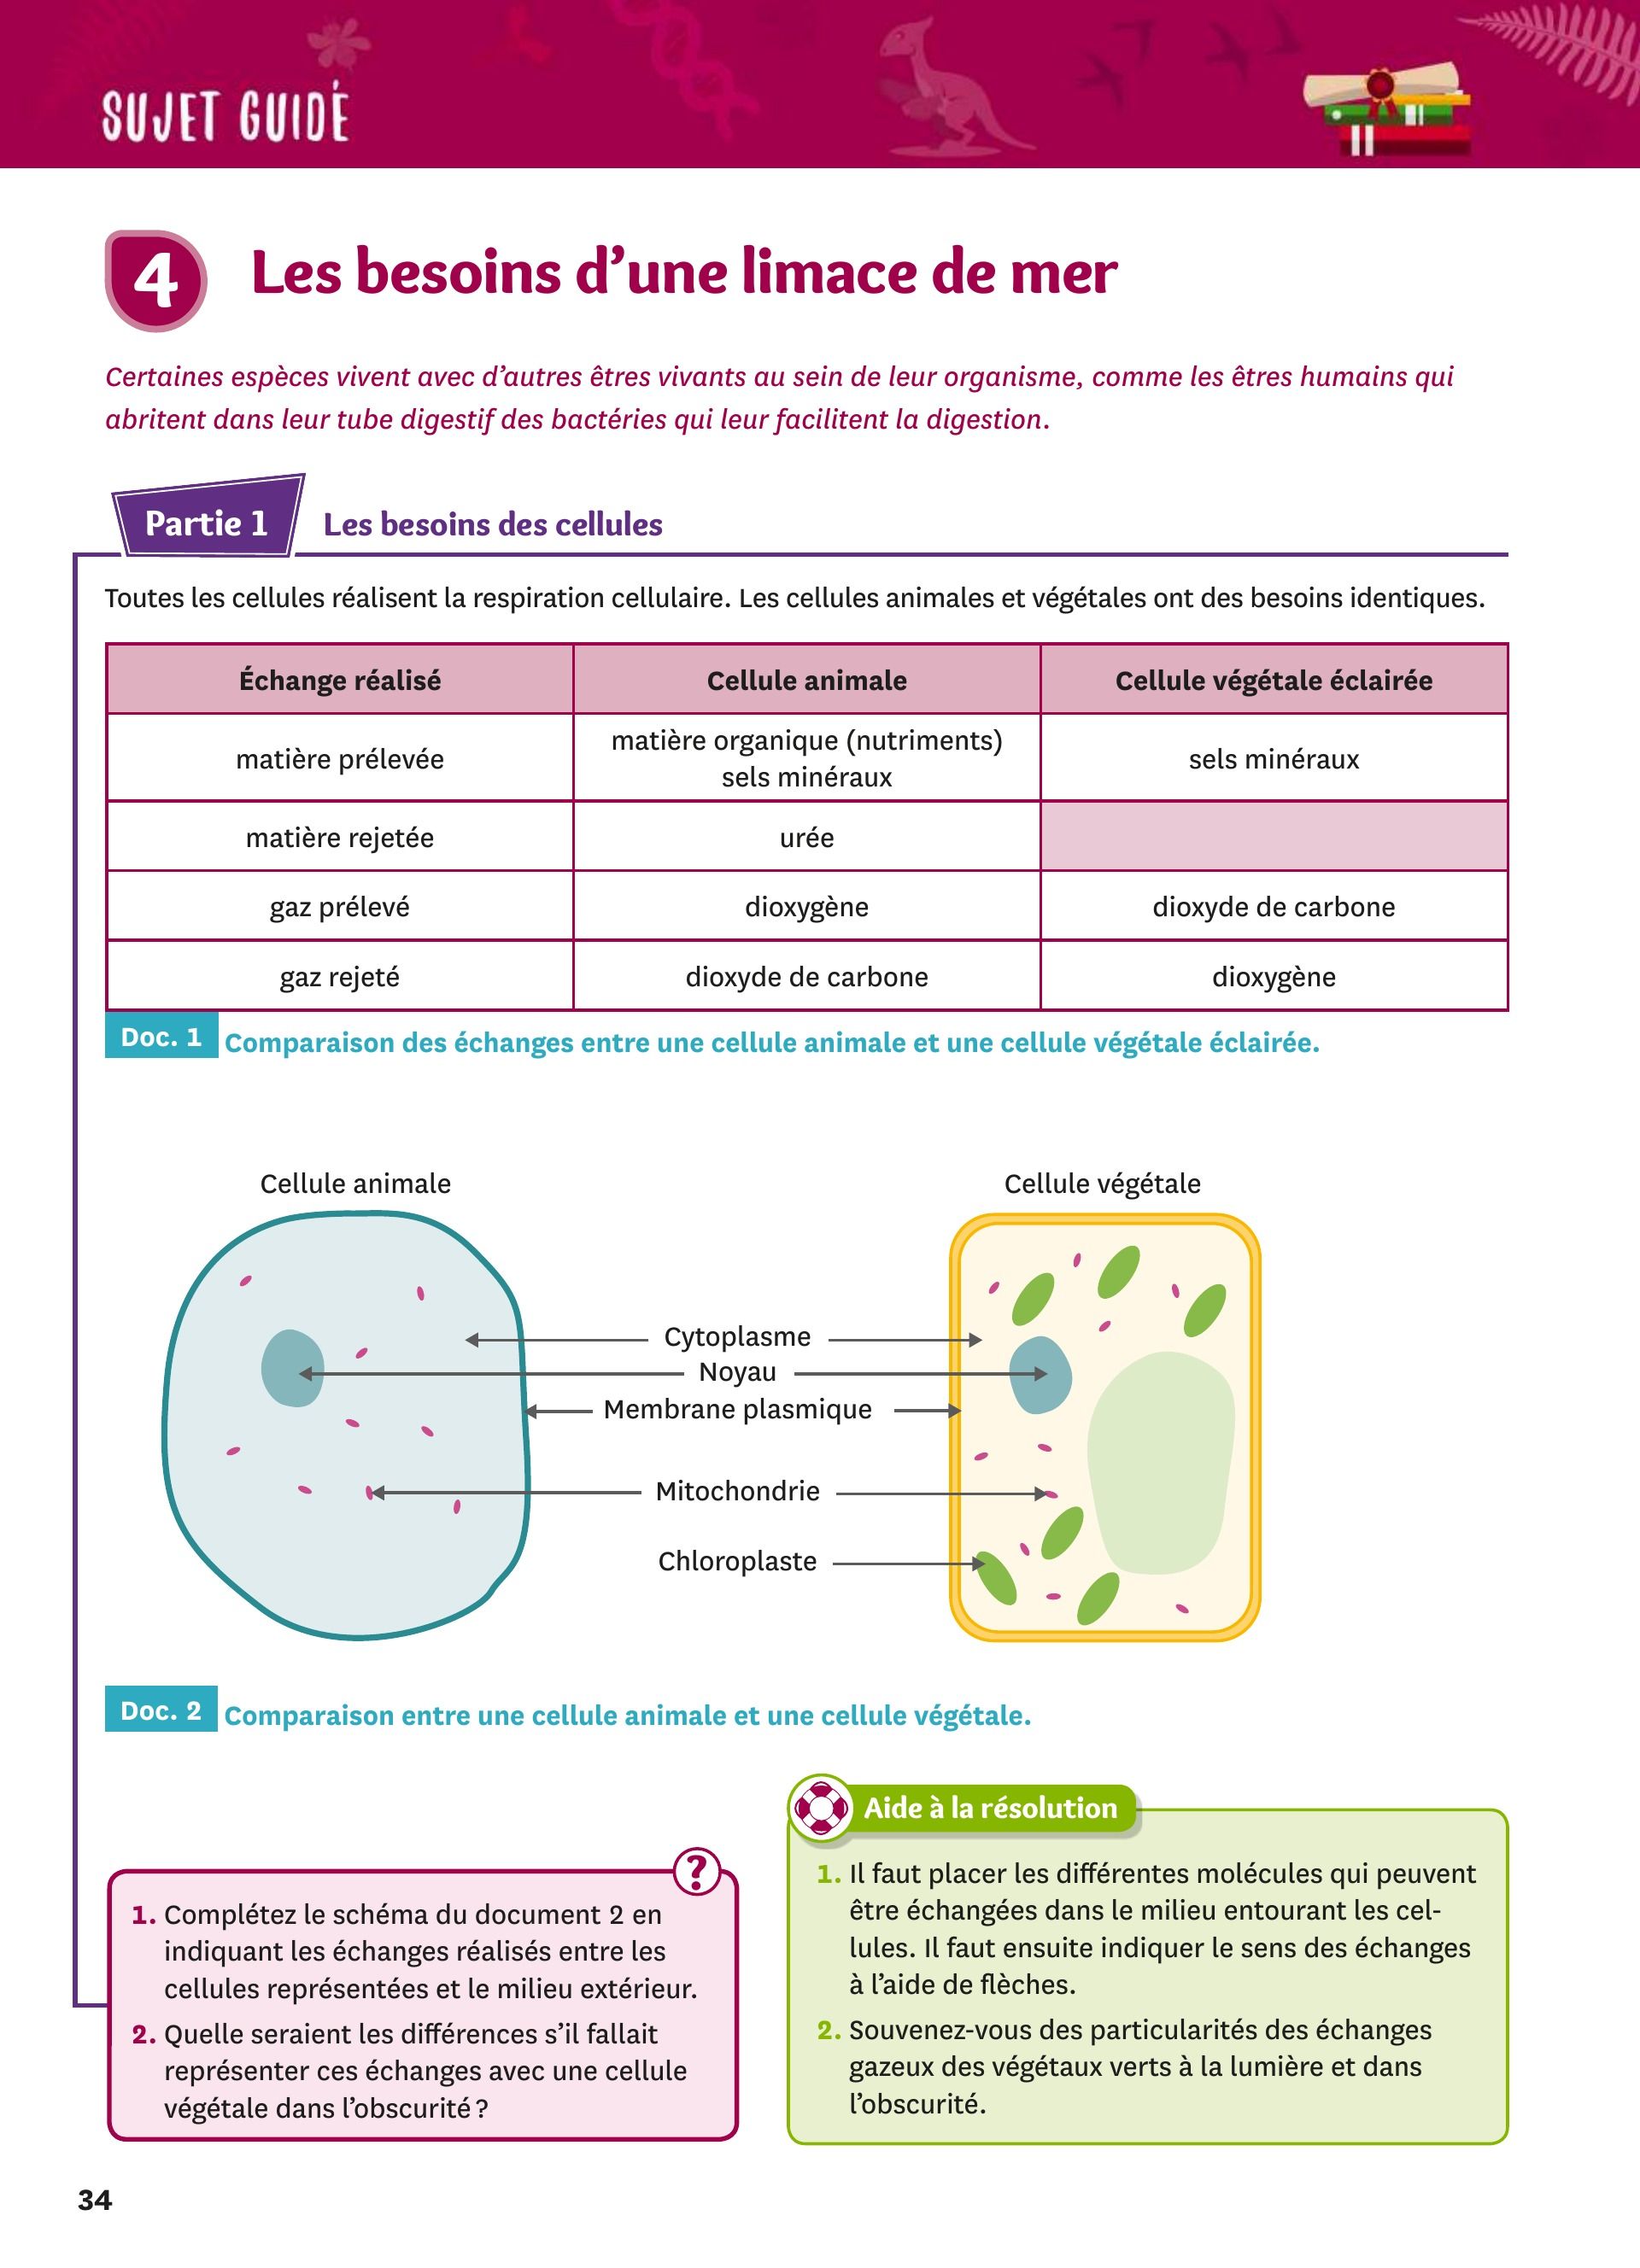 SUJET GUIDÉ
4 Les besoins d’une limace de mer
Certaines espèces vivent avec d’autres êtres vivants au sein de leur organisme, comme les êtres humains qui
abritent dans leur tube digestif des bactéries qui leur facilitent la digestion.
Partie 1 Les besoins des cellules
Toutes les cellules réalisent la respiration cellulaire. Les cellules animales et végétales ont des besoins identiques.
Échange réalisé Cellule animale Cellule végétale éclairée
matière prélevée matière organique (nutriments) sels minéraux
sels minéraux
matière rejetée urée
gaz prélevé dioxygène dioxyde de carbone
gaz rejeté dioxyde de carbone dioxygène
Doc. 1 Comparaison des échanges entre une cellule animale et une cellule végétale éclairée.
Cellule animale Cellule végétale
Cytoplasme
Noyau
Membrane plasmique
Mitochondrie
Chloroplaste
Doc. 2 Comparaison entre une cellule animale et une cellule végétale.
?
1. Complétez le schéma du document 2 en
indiquant les échanges réalisés entre les
cellules représentées et le milieu extérieur.
2. Quelle seraient les différences s’il fallait
représenter ces échanges avec une cellule
végétale dans l’obscurité ?
Aide à la résolution
1. Il faut placer les différentes molécules qui peuvent
être échangées dans le milieu entourant les cel-
lules. Il faut ensuite indiquer le sens des échanges
à l’aide de flèches.
2. Souvenez-vous des particularités des échanges
gazeux des végétaux verts à la lumière et dans
l’obscurité.
34